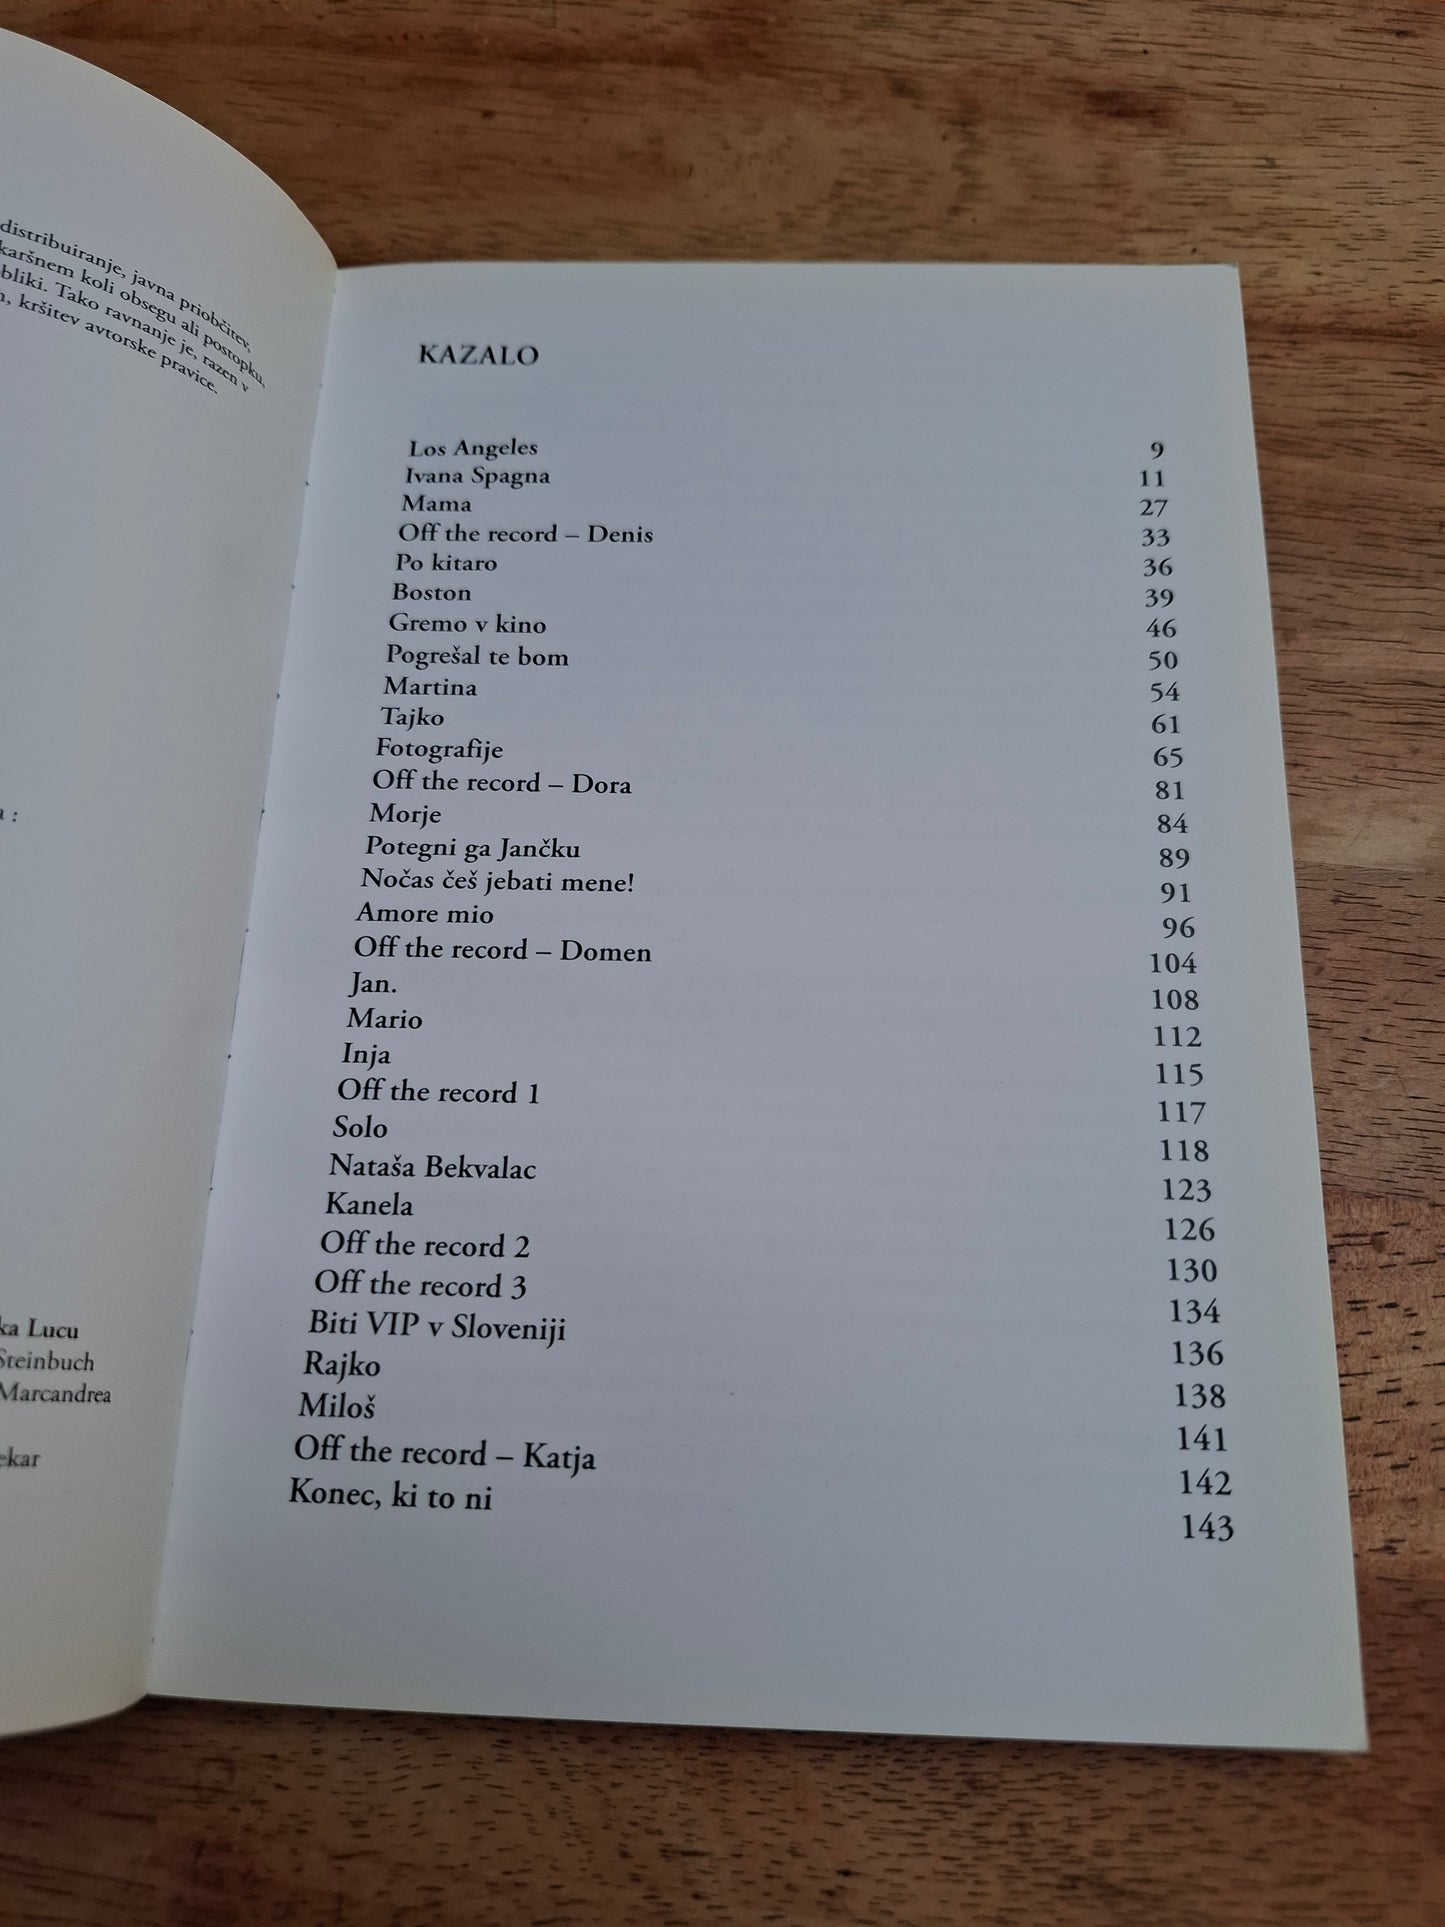 distribuiranje, javna priobčitev,
karšnem koli obsegu ali postopku,
bliki. Tako ravnanje je, razen v
kršitev avtorske pravice.
:
Lucu
Steinbuch
Marcandrea
KAZALO
Los Angeles 9
Ivana Spagna 11
Mama 27
Off the record – Denis 33
Po kitaro 36
Boston 39
Gremo v kino 46
Pogrešal te bom 50
Martina 54
Tajko 61
Fotografije 65
Off the record – Dora 81
Morje 84
Potegni ga Jančku 89
Nočas češ jebati mene! 91
Amore mio 96
Off the record – Domen 104
Jan. 108
Mario 112
Inja 115
Off the record 1 117
Solo 118
Nataša Bekvalac 123
Kanela 126
Off the record 2 130
Off the record 3 134
Biti VIP v Sloveniji 136
Rajko 138
Miloš 141
Off the record – Katja 142
Konec, ki to ni 143